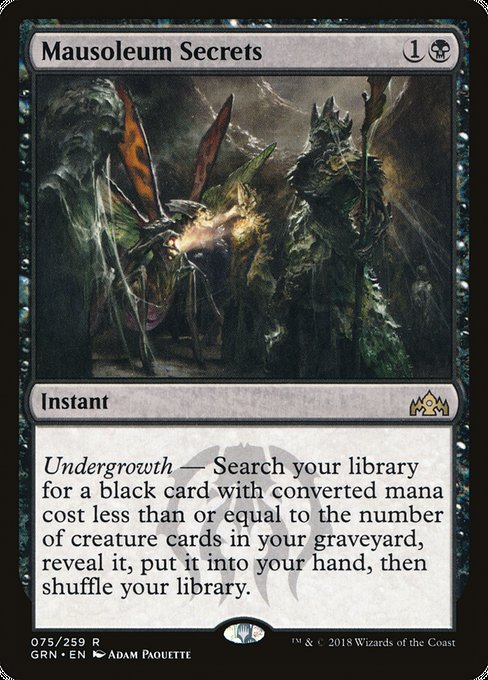 Mausoleum Secrets 1
Instant
Undergrowth — Search your library
for a black card with converted mana
cost less than or equal to the number
of creature cards in your graveyard,
reveal it, put it into your hand, then
shuffle your library.
075/259 R
GRN • EN Adam Paquette
™ & © 2018 Wizards of the Coast